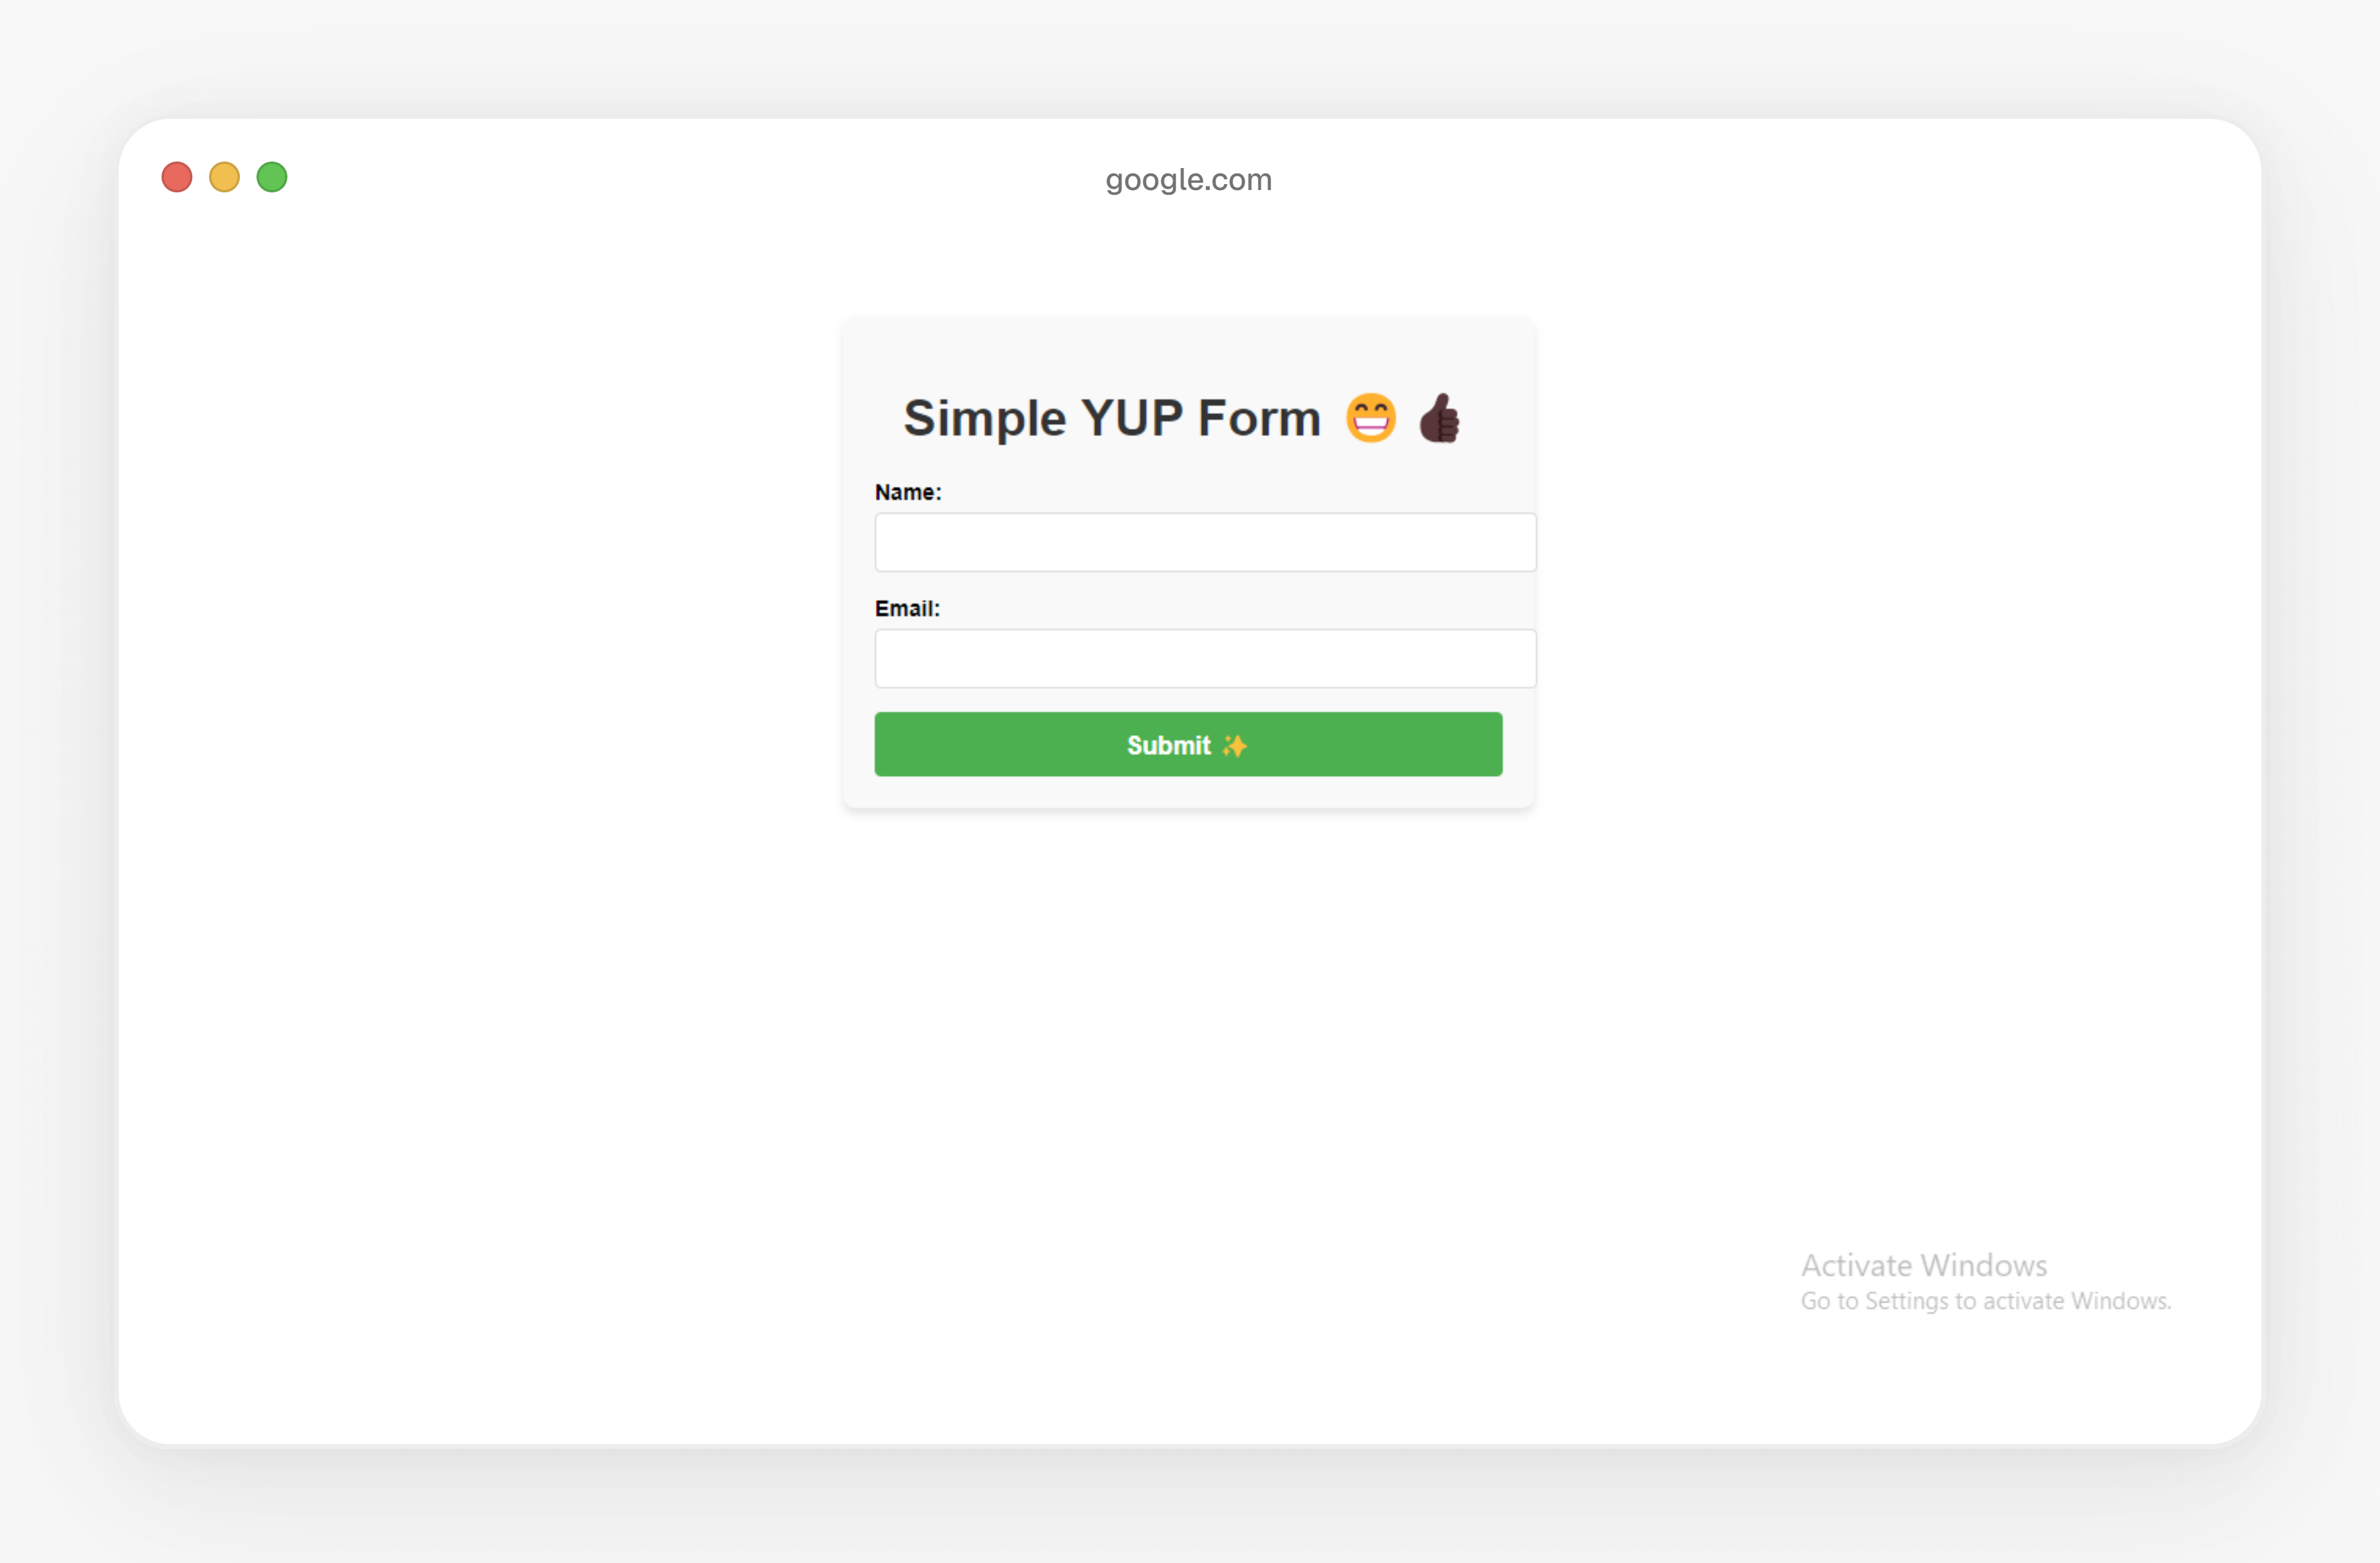 google.com
Simple YUP Form 😁 👍🏿
Name:
Email:
Submit ✨
Activate Windows
Go to Settings to activate Windows.